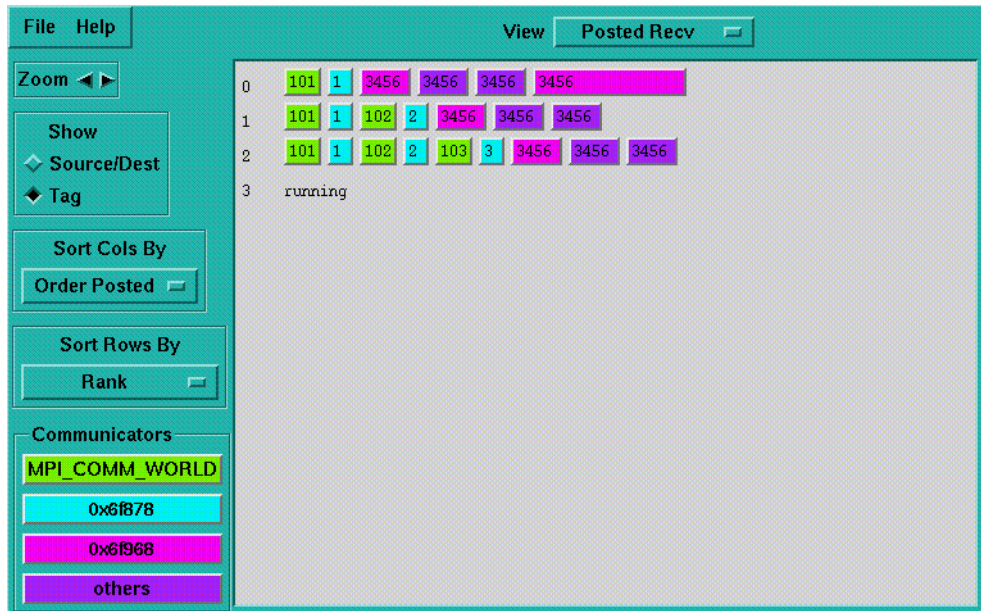 File Help
View Posted Recv
Zoom
Show
Source/Dest
Tag
Sort Cols By
Order Posted
Sort Rows By
Rank
Communicators
MPI_COMM_WORLD
0x6f878
0x6f968
others
0 101 1 3456 3456 3456 3456
1 101 1 102 2 3456 3456 3456
2 101 1 102 2 103 3 3456 3456 3456
3 running